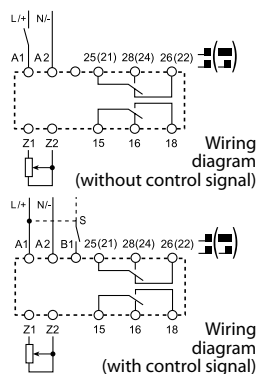 L/+ N/-
A1 A2 25(21) 28(24) 26(22)
Z1 Z2 15 16 18
Wiring
diagram
(without control signal)
L/+ N/-
S
A1 A2 B1 25(21) 28(24) 26(22)
Z1 Z2 15 16 18
Wiring
diagram
(with control signal)